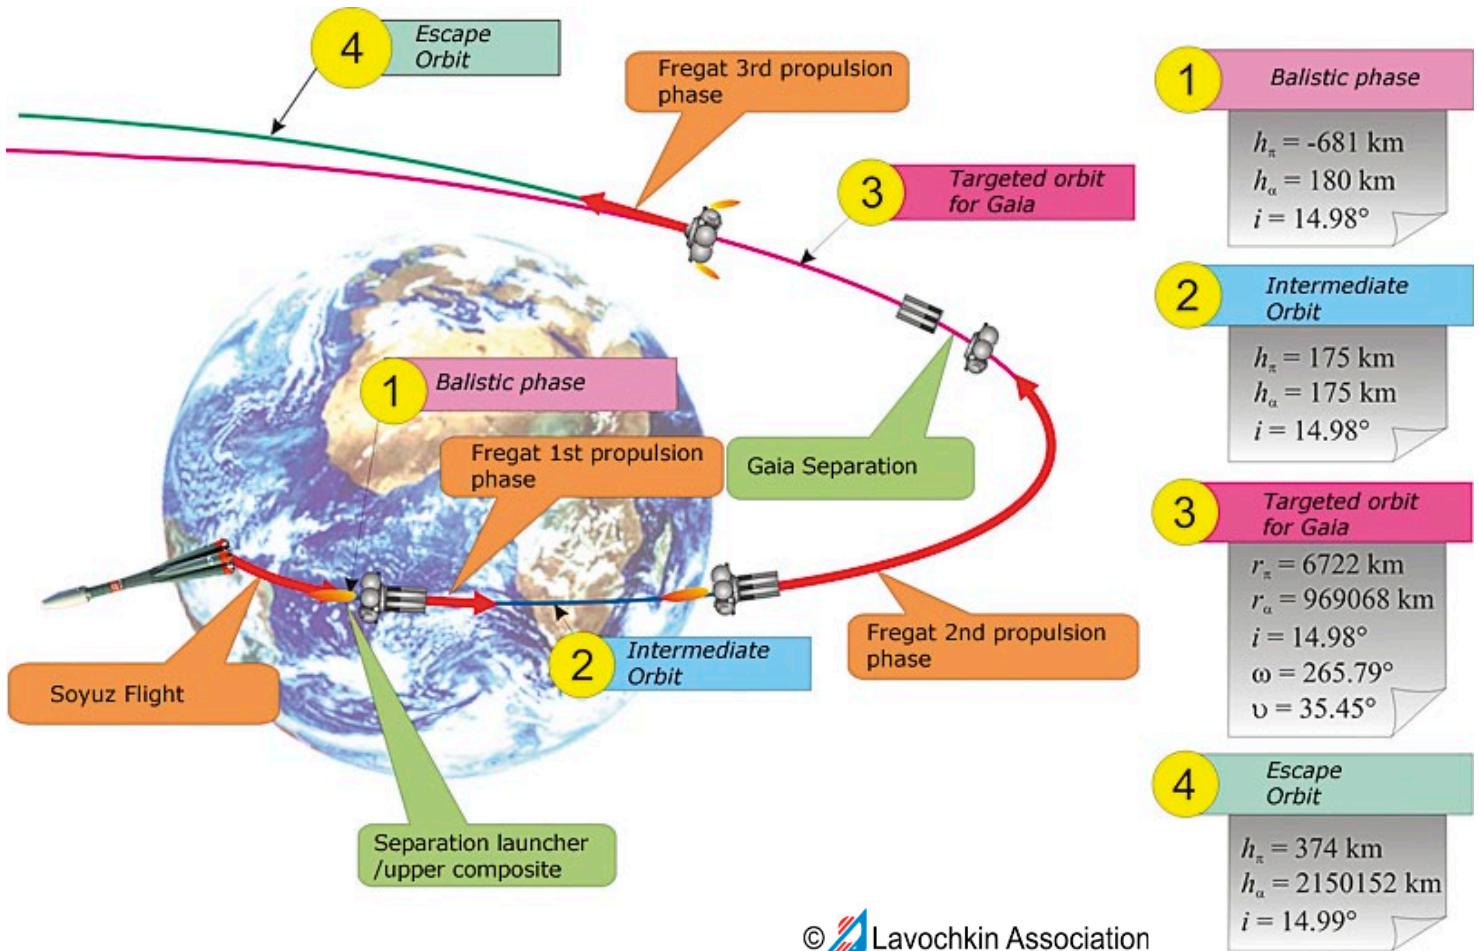 4
Escape
Orbit
Fregat 3rd propulsion
phase
3
Targeted orbit
for Gaia
1
Balistic phase
Fregat 1st propulsion
phase
Gaia Separation
2
Intermediate
Orbit
Fregat 2nd propulsion
phase
Soyuz Flight
Separation launcher
/upper composite
1
Balistic phase
hπ = -681 km
hα = 180 km
i = 14.98°
2
Intermediate
Orbit
hπ = 175 km
hα = 175 km
i = 14.98°
3
Targeted orbit
for Gaia
rπ = 6722 km
rα = 969068 km
i = 14.98°
ω = 265.79°
υ = 35.45°
4
Escape
Orbit
hπ = 374 km
hα = 2150152 km
i = 14.99°
© Lavochkin Association